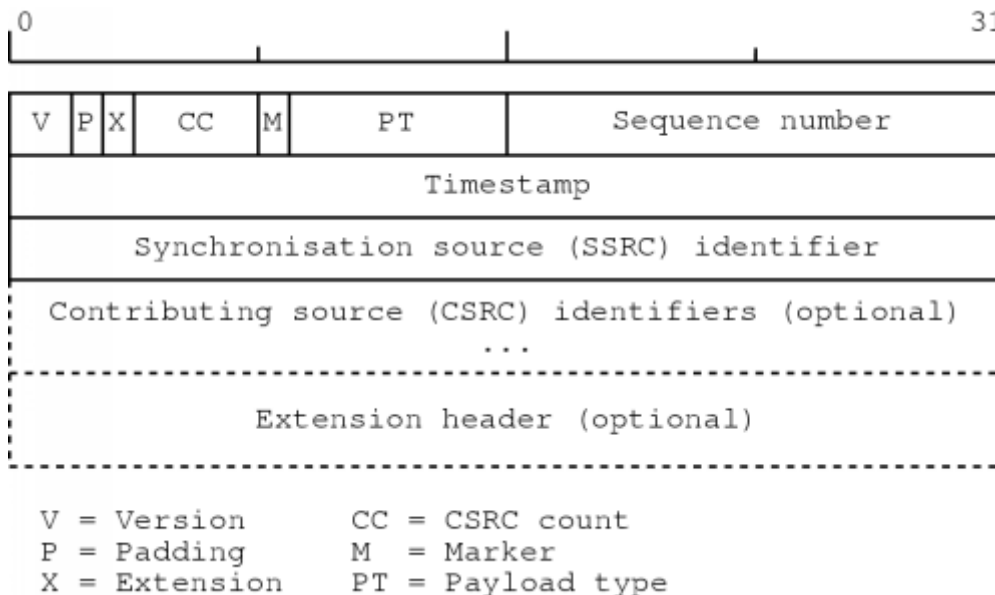 0 31
V P X CC M PT Sequence number
Timestamp
Synchronisation source (SSRC) identifier
Contributing source (CSRC) identifiers (optional)
...
Extension header (optional)
V = Version CC = CSRC count
P = Padding M = Marker
X = Extension PT = Payload type